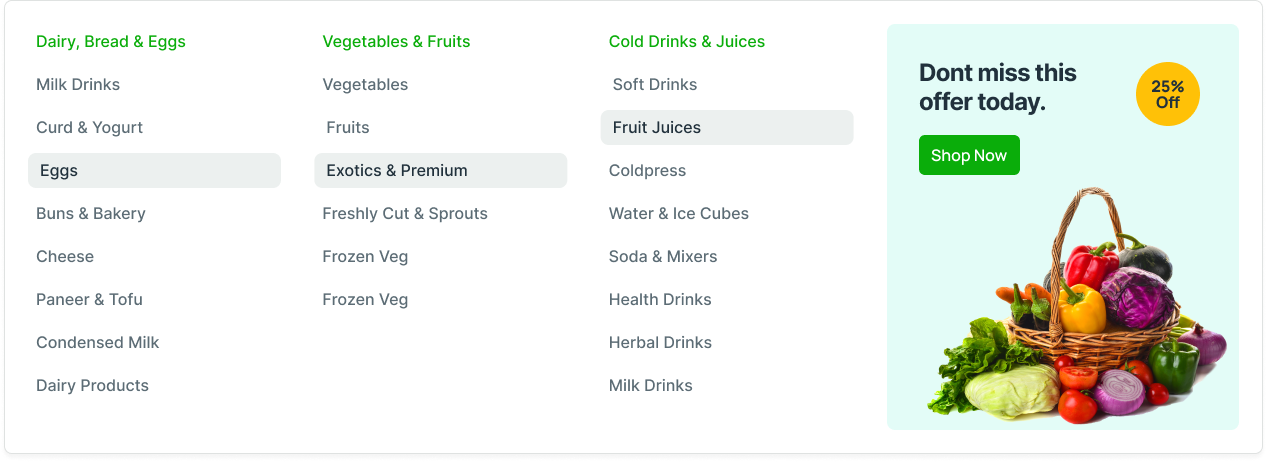 Dairy, Bread & Eggs
Milk Drinks
Curd & Yogurt
Eggs
Buns & Bakery
Cheese
Paneer & Tofu
Condensed Milk
Dairy Products
Vegetables & Fruits
Vegetables
Fruits
Exotics & Premium
Freshly Cut & Sprouts
Frozen Veg
Frozen Veg
Cold Drinks & Juices
Soft Drinks
Fruit Juices
Coldpress
Water & Ice Cubes
Soda & Mixers
Health Drinks
Herbal Drinks
Milk Drinks
Dont miss this
offer today.
25%
Off
Shop Now